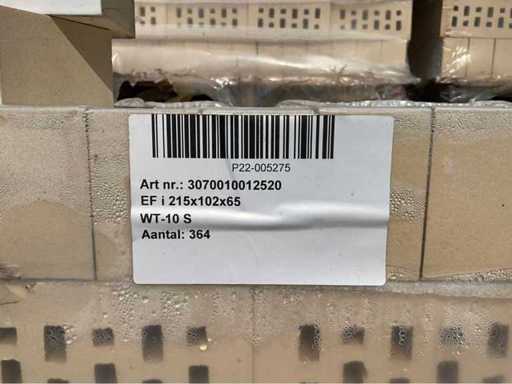 P22-005275
Art nr.: 3070010012520
EF i 215x102x65
WT-10 S
Aantal: 364